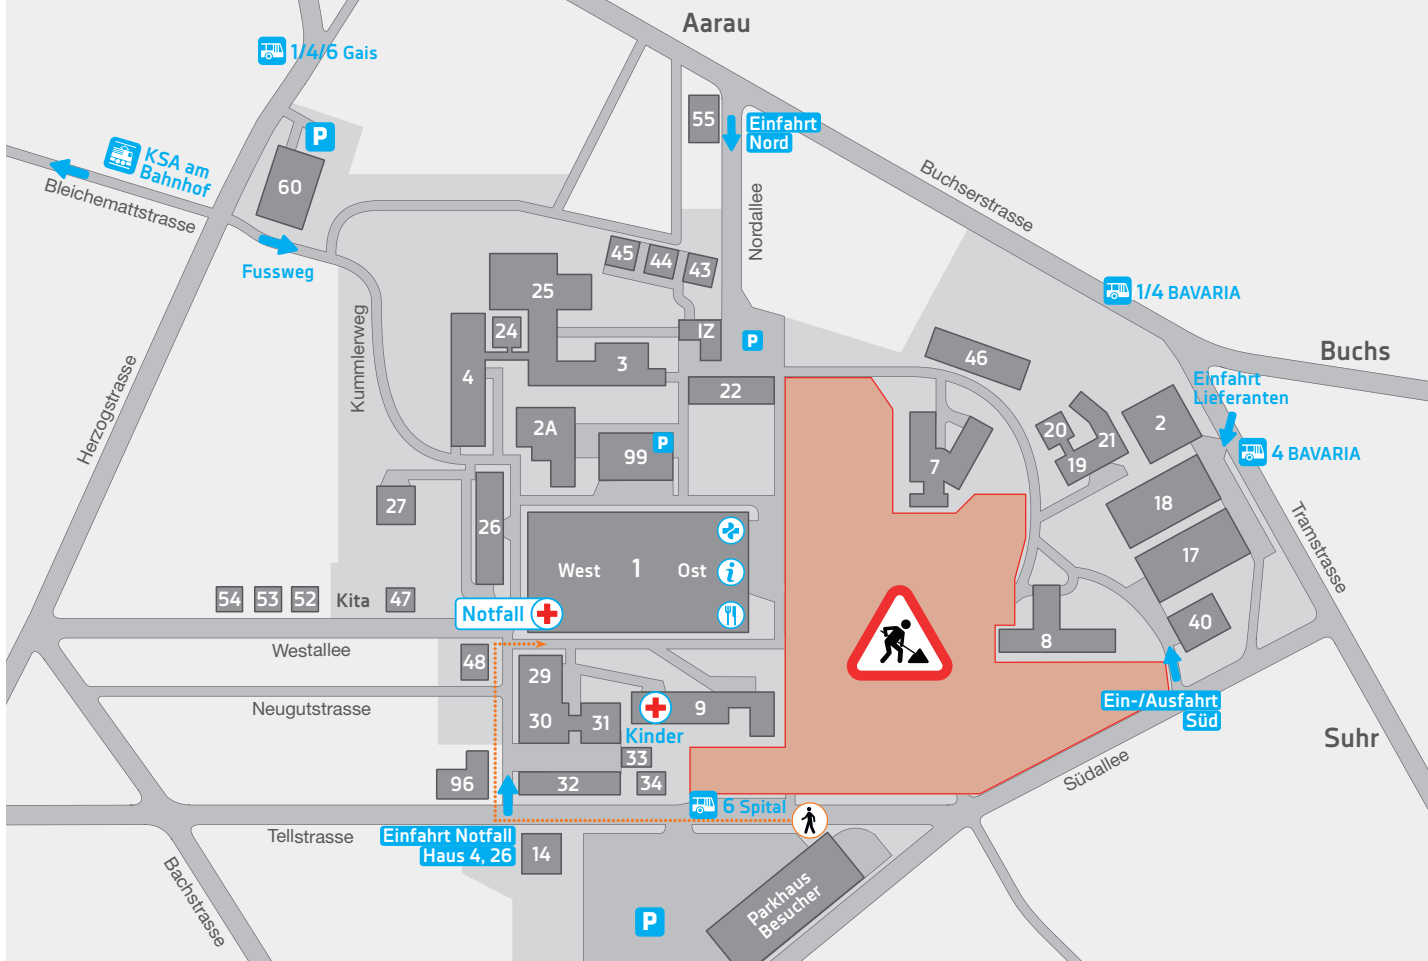 Aarau
1/4/6 Gais
P
55
Einfahrt
Nord
KSA am
Bahnhof
60
Bleichemattstrasse
Buchserstrasse
Nordallee
Fussweg
45
44
43
25
1/4 BAVARIA
24
IZ
P
Kummlerweg
3
46
Buchs
4
22
Einfahrt
Lieferanten
Herzogstrasse
2A
P
99
20
21
2
7
19
4 BAVARIA
27
26
18
Tramstrasse
West
1
Ost
i
17
54
53
52
Kita
47
Notfall
40
Westallee
8
48
29
Neugutstrasse
30
31
9
Kinder
Ein-/Ausfahrt
Süd
Suhr
33
96
32
34
Südallee
6 Spital
Tellstrasse
Einfahrt Notfall
Haus 4, 26
14
Bachstrasse
Parkhaus
Besucher
P